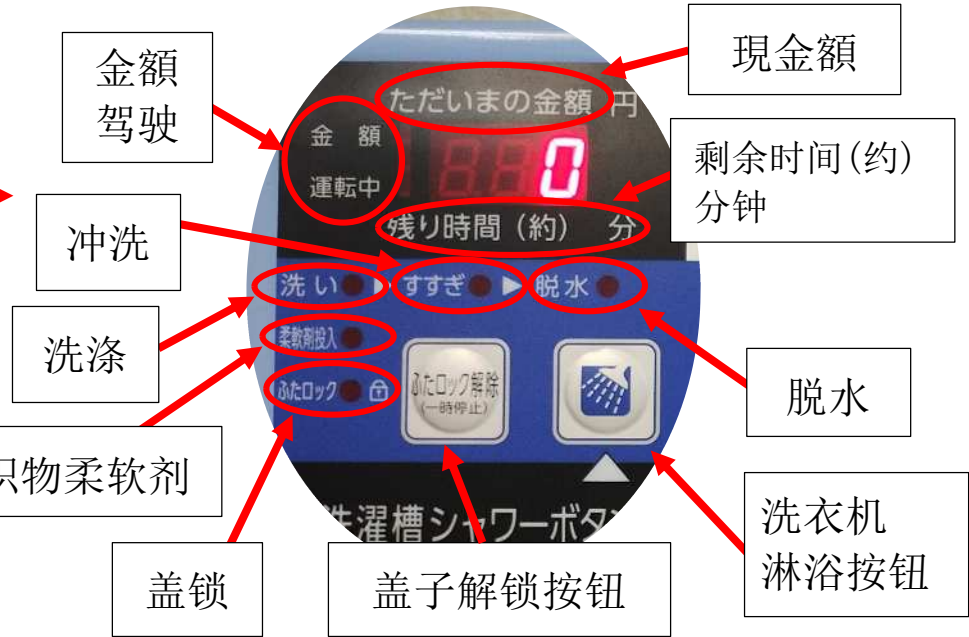 金額
驾驶
現金額
ただいまの金額 円
金 額
0
剩余时间(约)
分钟
運転中
残り時間(約) 分
冲洗
洗い ▶ すすぎ ▶ 脱水
洗涤
柔軟剤投入
ふたロック
ふたロック解除
(一時停止)
脱水
织物柔软剂
洗濯槽シャワーボタン
盖锁
盖子解锁按钮
洗衣机
淋浴按钮